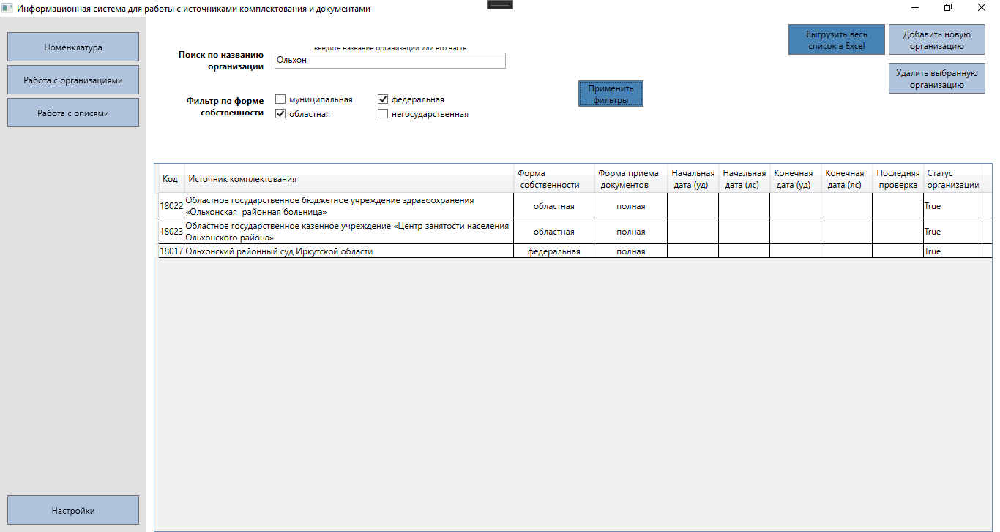 Информационная система для работы с источниками комплектования и документами
Номенклатура
Работа с организациями
Работа с описями
Настройки
Поиск по названию
организации
введите название организации или его часть
Ольхон
Фильтр по форме
собственности
муниципальная
федеральная
областная
негосударственная
Применить
фильтры
Выгрузить весь
список в Excel
Добавить новую
организацию
Удалить выбранную
организацию
Код
Источник комплектования
Форма
собственности
Форма приема
документов
Начальная
дата (уд)
Начальная
дата (лс)
Конечная
дата (уд)
Конечная
дата (лс)
Последняя
проверка
Статус
организации
18022
Областное государственное бюджетное учреждение здравоохранения
«Ольхонская  районная больница»
областная
полная
True
18023
Областное государственное казенное учреждение «Центр занятости населения
Ольхонского района»
областная
полная
True
18017
Ольхонский районный суд Иркутской области
федеральная
полная
True